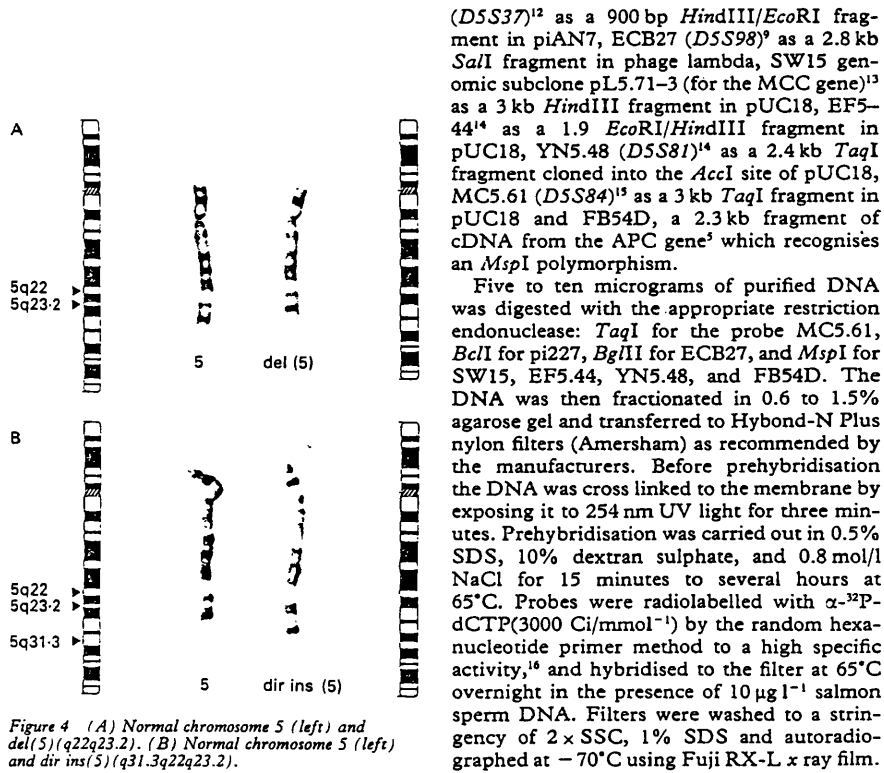 A
5q22
5q23·2
5
del (5)
B
5q22
5q23·2
5q31·3
5
dir ins (5)
Figure 4 (A) Normal chromosome 5 (left) and
del(5)(q22q23.2). (B) Normal chromosome 5 (left)
and dir ins(5)(q31.3q22q23.2).
(D5S37)¹² as a 900 bp HindIII/EcoRI frag-
ment in piAN7, ECB27 (D5S98)⁹ as a 2.8 kb
SalI fragment in phage lambda, SW15 gen-
omic subclone pL5.71–3 (for the MCC gene)¹³
as a 3 kb HindIII fragment in pUC18, EF5–
44¹⁴ as a 1.9 EcoRI/HindIII fragment in
pUC18, YN5.48 (D5S81)¹⁴ as a 2.4 kb TaqI
fragment cloned into the AccI site of pUC18,
MC5.61 (D5S84)¹⁵ as a 3 kb TaqI fragment in
pUC18 and FB54D, a 2.3 kb fragment of
cDNA from the APC gene⁵ which recognises
an MspI polymorphism.
Five to ten micrograms of purified DNA
was digested with the appropriate restriction
endonuclease: TaqI for the probe MC5.61,
BclI for pi227, BglII for ECB27, and MspI for
SW15, EF5.44, YN5.48, and FB54D. The
DNA was then fractionated in 0.6 to 1.5%
agarose gel and transferred to Hybond-N Plus
nylon filters (Amersham) as recommended by
the manufacturers. Before prehybridisation
the DNA was cross linked to the membrane by
exposing it to 254 nm UV light for three min-
utes. Prehybridisation was carried out in 0.5%
SDS, 10% dextran sulphate, and 0.8 mol/l
NaCl for 15 minutes to several hours at
65°C. Probes were radiolabelled with α-³²P-
dCTP(3000 Ci/mmol⁻¹) by the random hexa-
nucleotide primer method to a high specific
activity,¹⁶ and hybridised to the filter at 65°C
overnight in the presence of 10 µg l⁻¹ salmon
sperm DNA. Filters were washed to a strin-
gency of 2 × SSC, 1% SDS and autoradio-
graphed at − 70°C using Fuji RX-L x ray film.